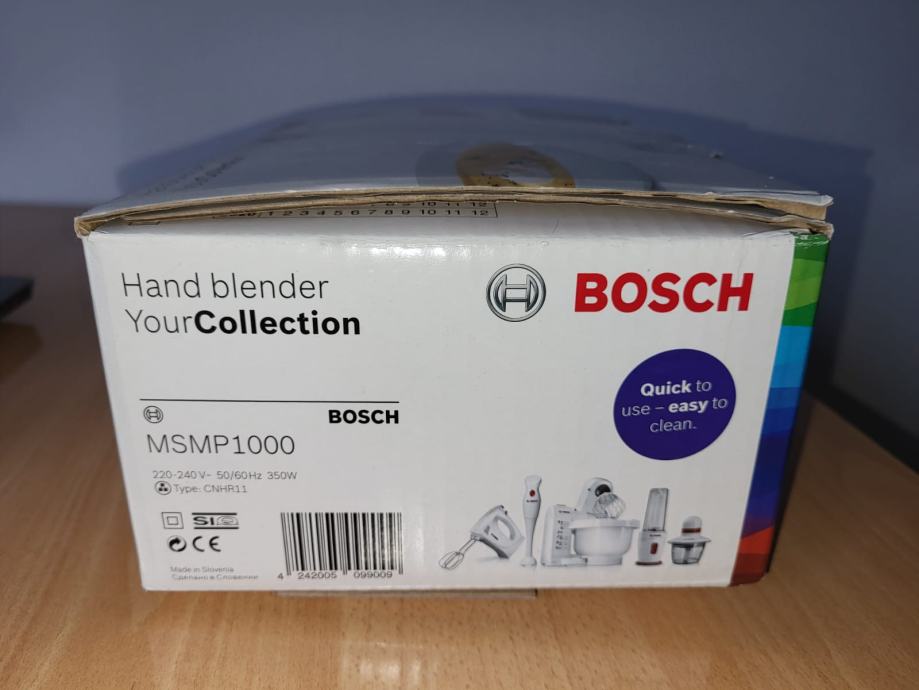 1 2 3 4 5 6 7 8 9 10 11 12
Hand blender
YourCollection
BOSCH
Quick to
use – easy to
clean.
BOSCH
MSMP1000
220-240 V~ 50/60Hz 350W
Type: CNHR11
SIQ
CE
Made in Slovenia
Сделано в Словении
4 242005 099009